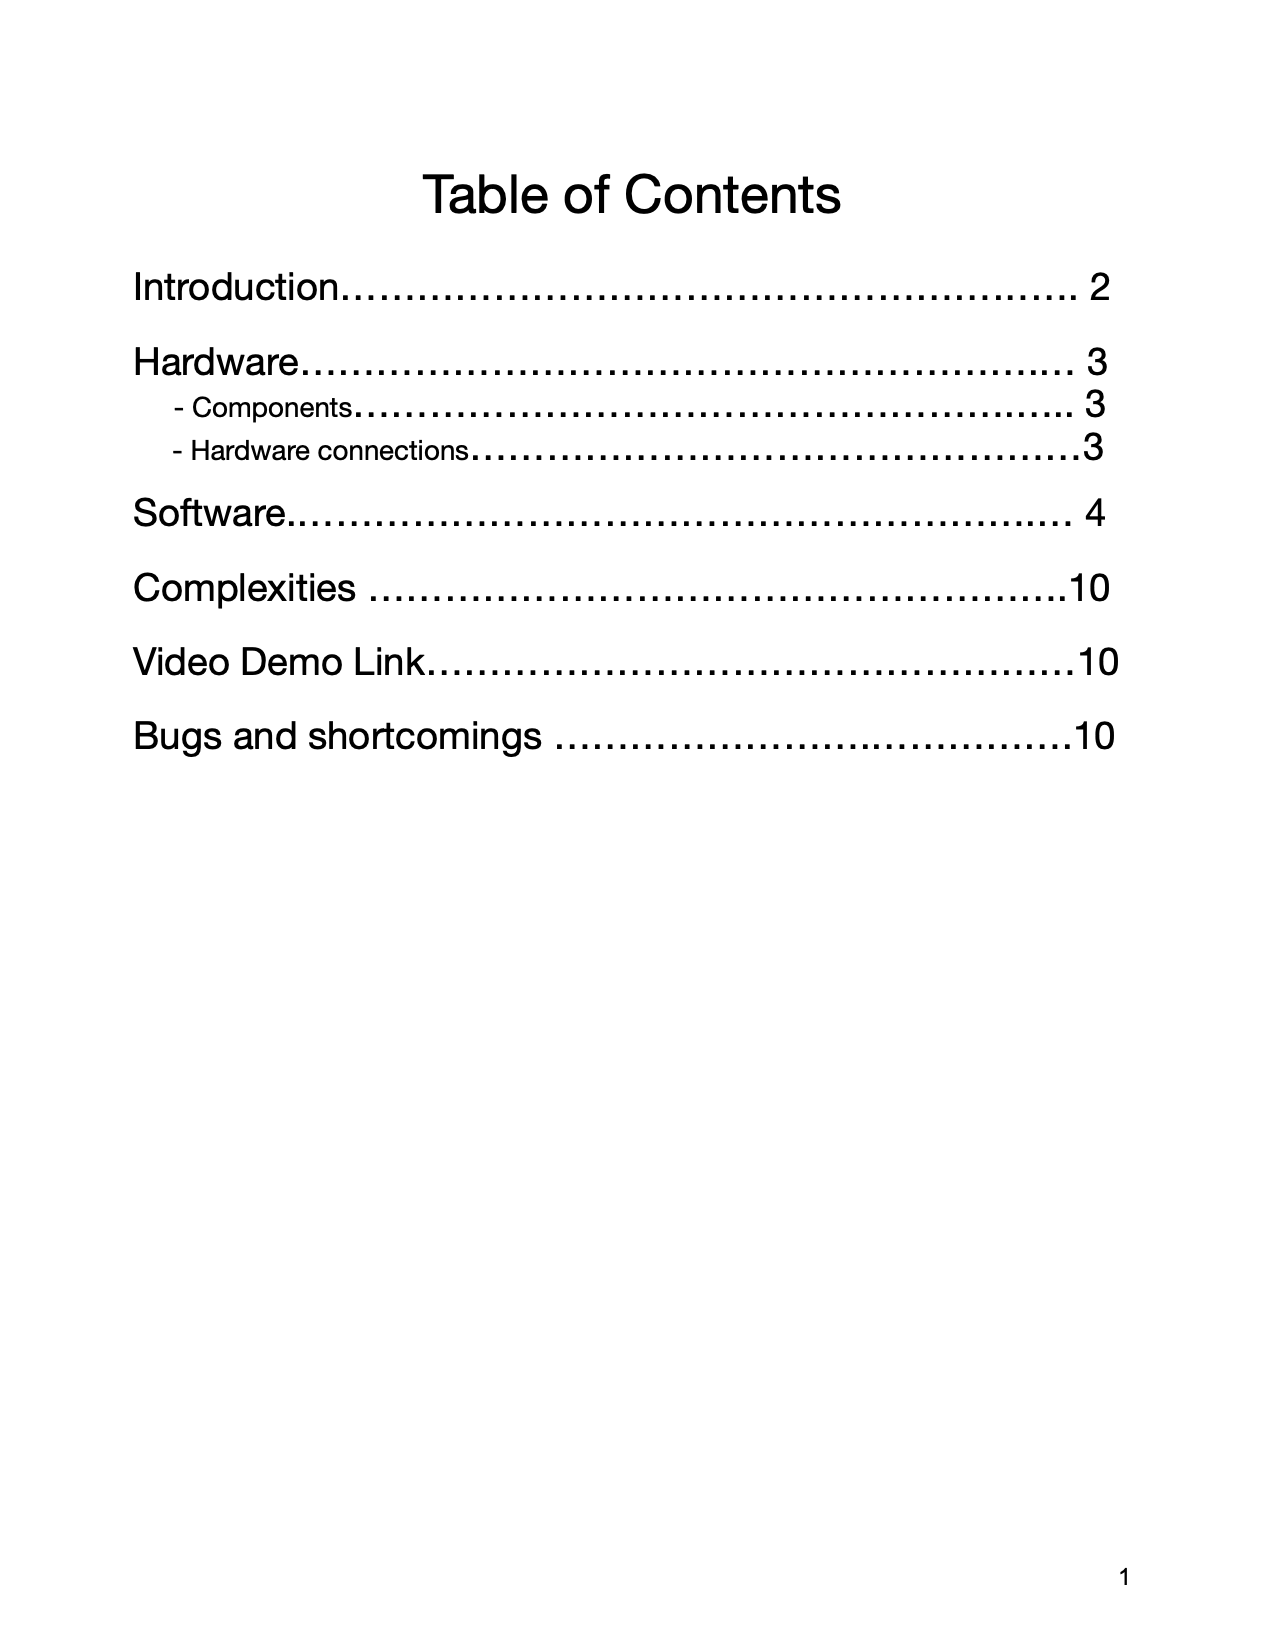 Table of Contents
Introduction…………………………………………………….…. 2
Hardware…………………………………………………….…. 3
- Components…………………………………………………….….. 3
- Hardware connections…………………………………………3
Software.…………………………………………………….…. 4
Complexities ……………………………………………….10
Video Demo Link……………………………………………10
Bugs and shortcomings ………….………….…………….10
1